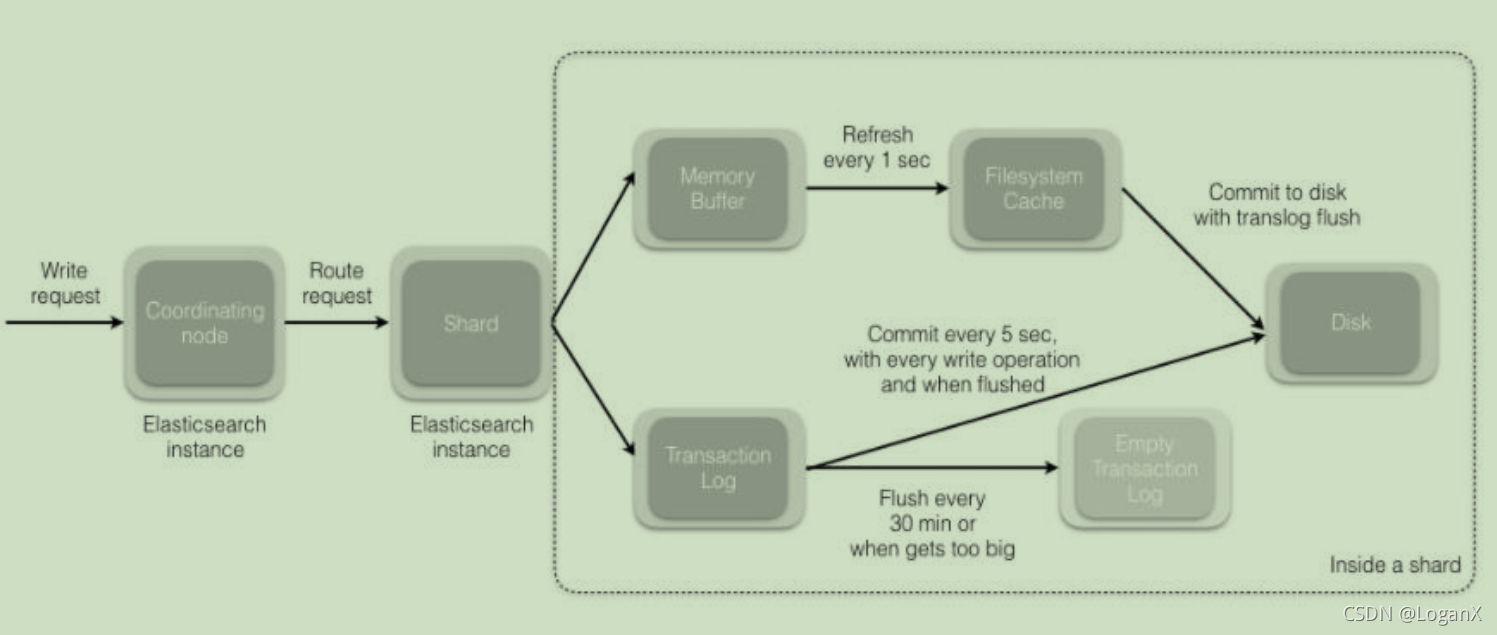 Write
request
Coordinating
node
Elasticsearch
instance
Route
request
Shard
Elasticsearch
instance
Memory
Buffer
Refresh
every 1 sec
Filesystem
Cache
Commit to disk
with translog flush
Disk
Commit every 5 sec,
with every write operation
and when flushed
Transaction
Log
Flush every
30 min or
when gets too big
Empty
Transaction
Log
Inside a shard
CSDN @LoganX